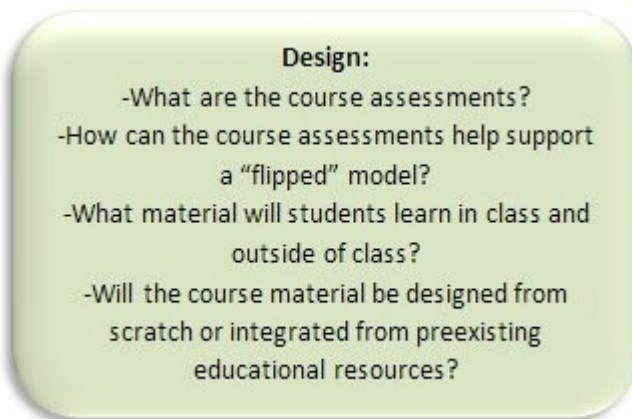 Design:
-What are the course assessments?
-How can the course assessments help support
a “flipped” model?
-What material will students learn in class and
outside of class?
-Will the course material be designed from
scratch or integrated from preexisting
educational resources?